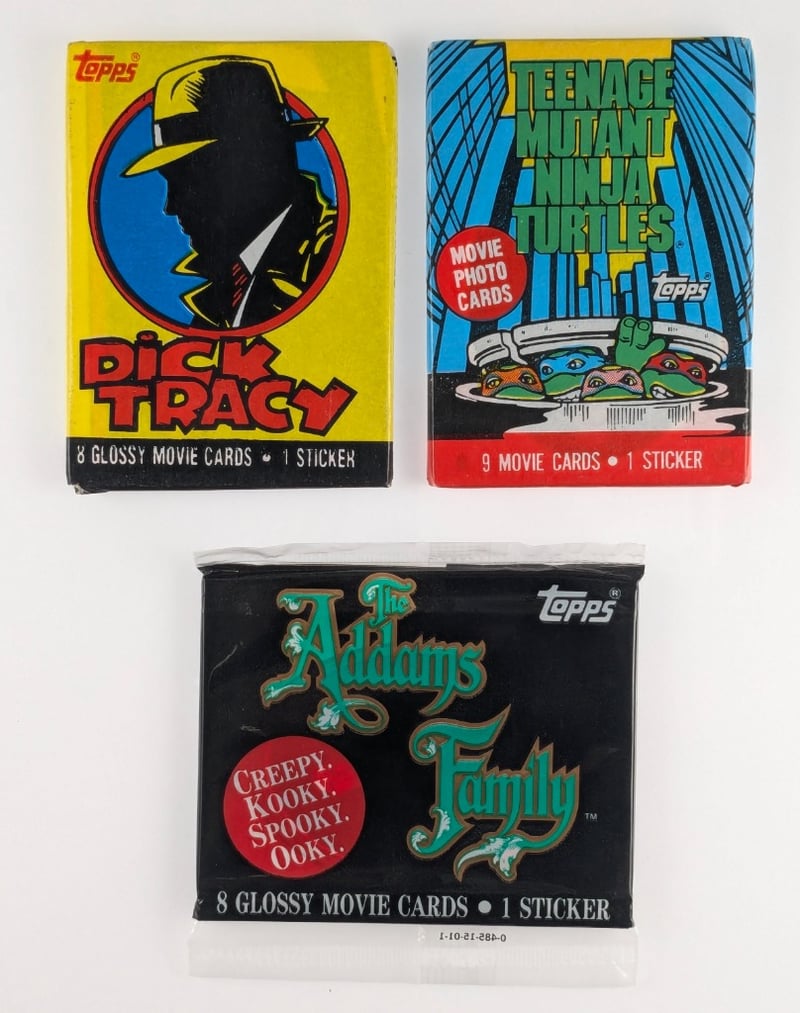 Topps®
DiCK
TRACY
8 GLOSSY MOVIE CARDS • 1 STICKER
TEENAGE
MUTANT
NINJA
TURTLES
MOVIE
PHOTO
CARDS
Topps®
9 MOVIE CARDS • 1 STICKER
The
Addams
Family™
Topps®
CREEPY.
KOOKY.
SPOOKY.
OOKY.
8 GLOSSY MOVIE CARDS • 1 STICKER
0-485-15-01-1